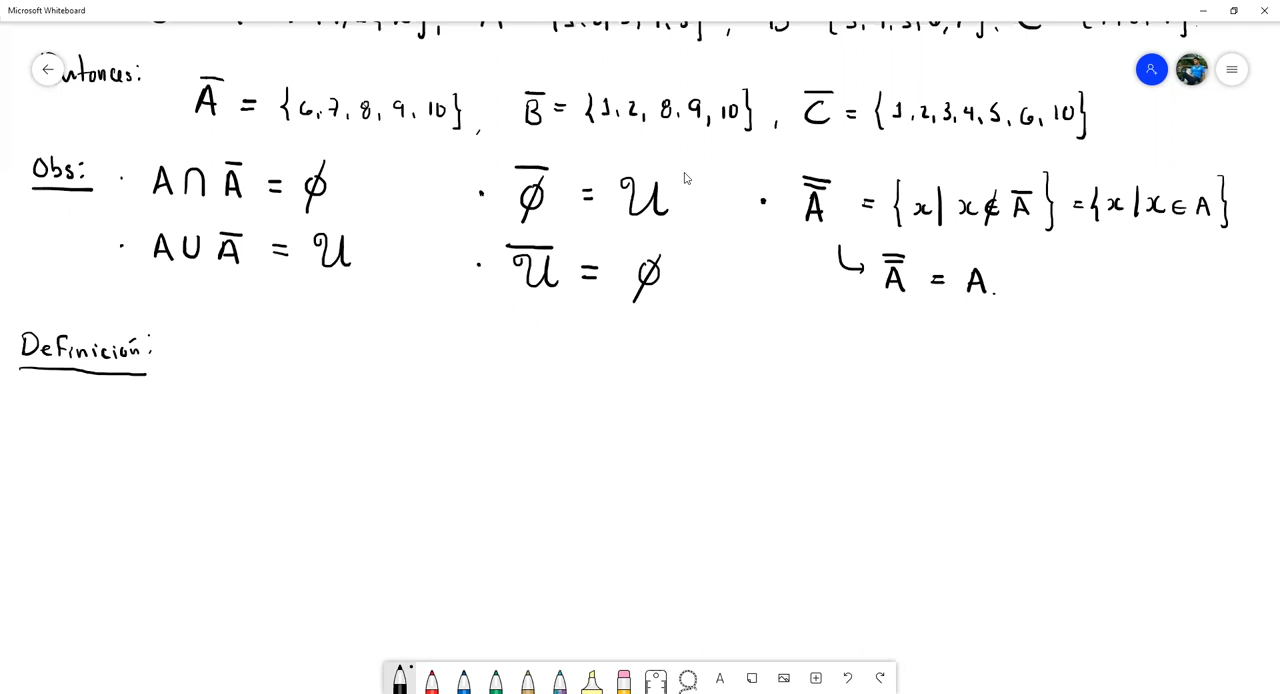 Microsoft Whiteboard
A̅ = {6, 7, 8, 9, 10}, B̅ = {1, 2, 8, 9, 10}, C̅ = {1, 2, 3, 4, 5, 6, 10}
Obs: · A ∩ A̅ = ∅ · ∅̅ = U · A̿ = {x | x ∉ A̅} = {x | x ∈ A}
· A ∪ A̅ = U · U̅ = ∅ ↳ A̿ = A.
Definición:
A